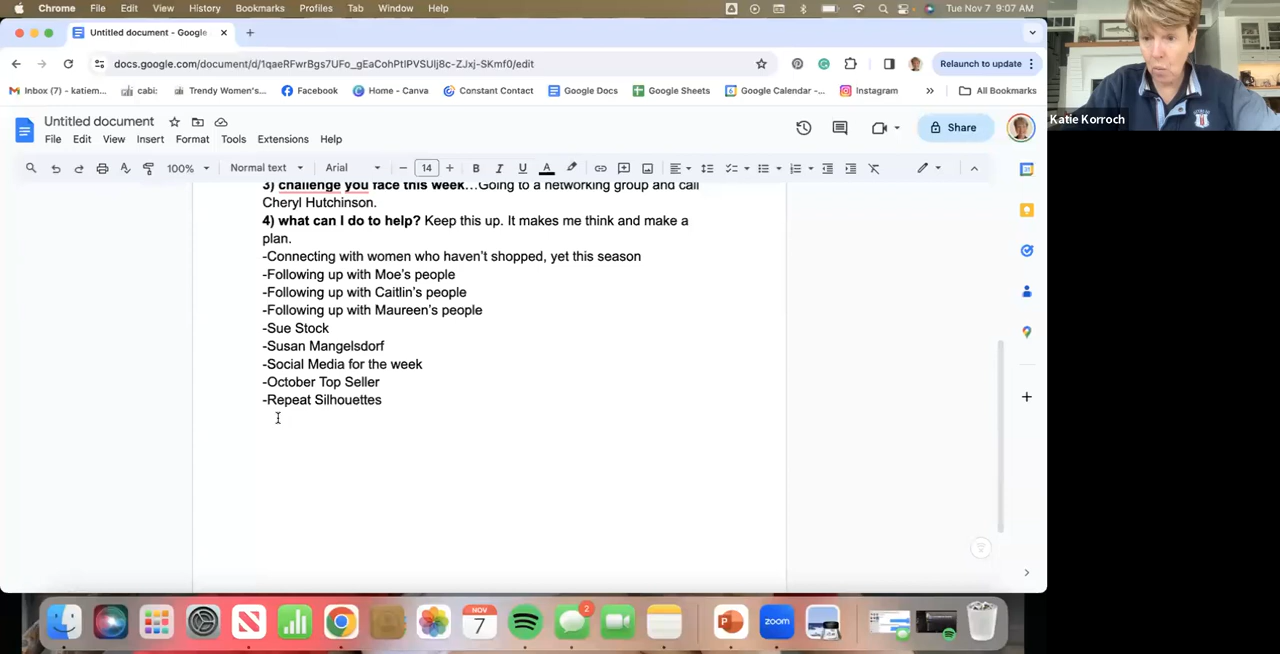 Chrome File Edit View History Bookmarks Profiles Tab Window Help Tue Nov 7 9:07 AM
Untitled document - Google
docs.google.com/document/d/1qaeRFwrBgs7UFo_gEaCohPtIPVSUIj8c-ZJxj-SKmf0/edit
Relaunch to update
Inbox (7) - katiem... cabi: Trendy Women's... Facebook Home - Canva Constant Contact Google Docs Google Sheets Google Calendar -... Instagram » All Bookmarks
Untitled document
File Edit View Insert Format Tools Extensions Help
Share
100% Normal text Arial 14 B I U A
3) challenge you face this week...Going to a networking group and call
Cheryl Hutchinson.
4) what can I do to help? Keep this up. It makes me think and make a
plan.
-Connecting with women who haven't shopped, yet this season
-Following up with Moe's people
-Following up with Caitlin's people
-Following up with Maureen's people
-Sue Stock
-Susan Mangelsdorf
-Social Media for the week
-October Top Seller
-Repeat Silhouettes
Katie Korroch
NOV
7
2
P
zoom